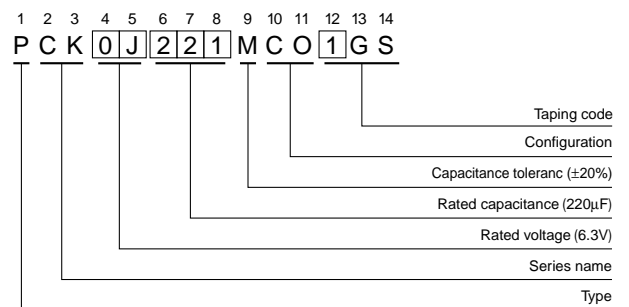 1 2 3 4 5 6 7 8 9 10 11 12 13 14
P C K 0 J 2 2 1 M C O 1 G S
Taping code
Configuration
Capacitance toleranc (±20%)
Rated capacitance (220µF)
Rated voltage (6.3V)
Series name
Type